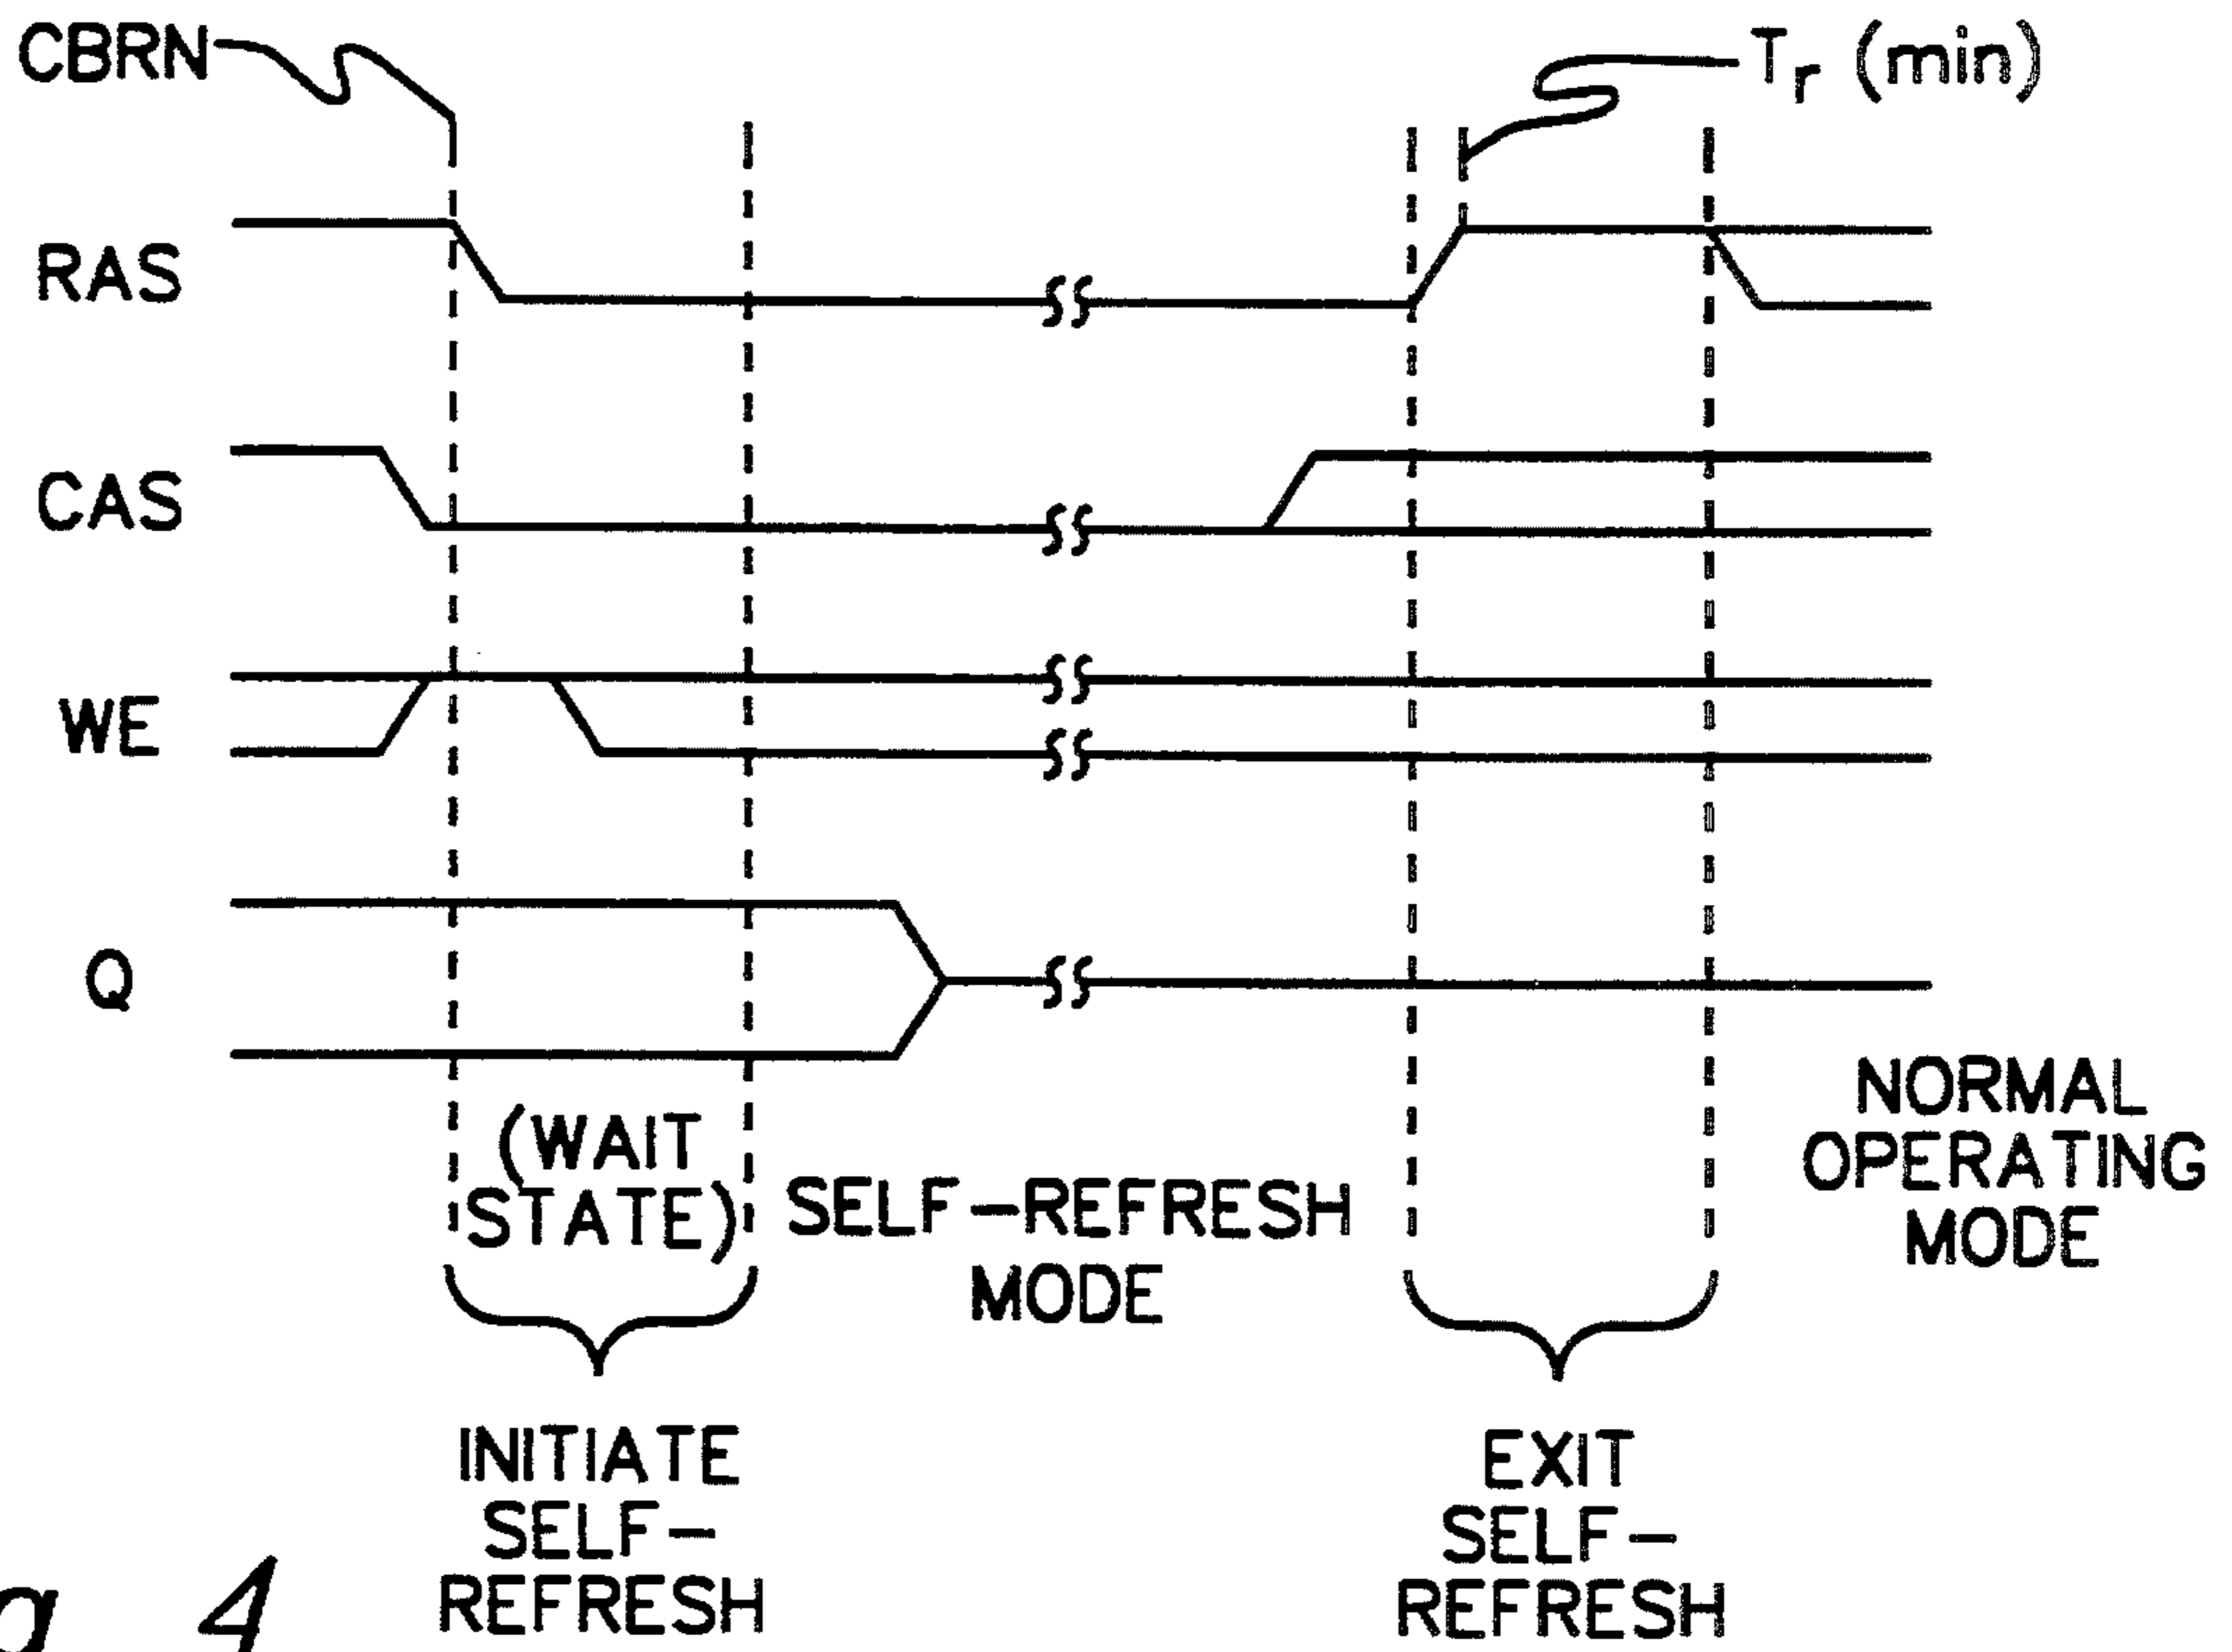 CBRN
Tr (min)
RAS
CAS
WE
Q
(WAIT
STATE)
SELF-REFRESH
MODE
NORMAL
OPERATING
MODE
INITIATE
SELF-
REFRESH
EXIT
SELF-
REFRESH
g 4